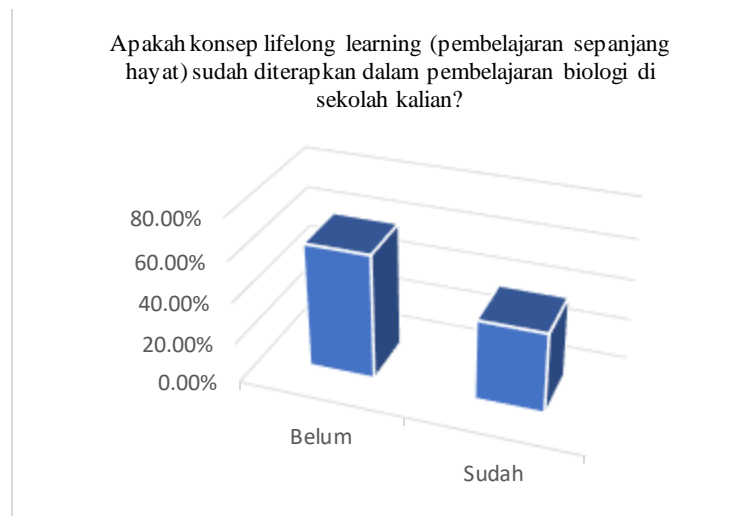 Apakah konsep lifelong learning (pembelajaran sepanjang
hayat) sudah diterapkan dalam pembelajaran biologi di
sekolah kalian?
80.00%
60.00%
40.00%
20.00%
0.00%
Belum
Sudah